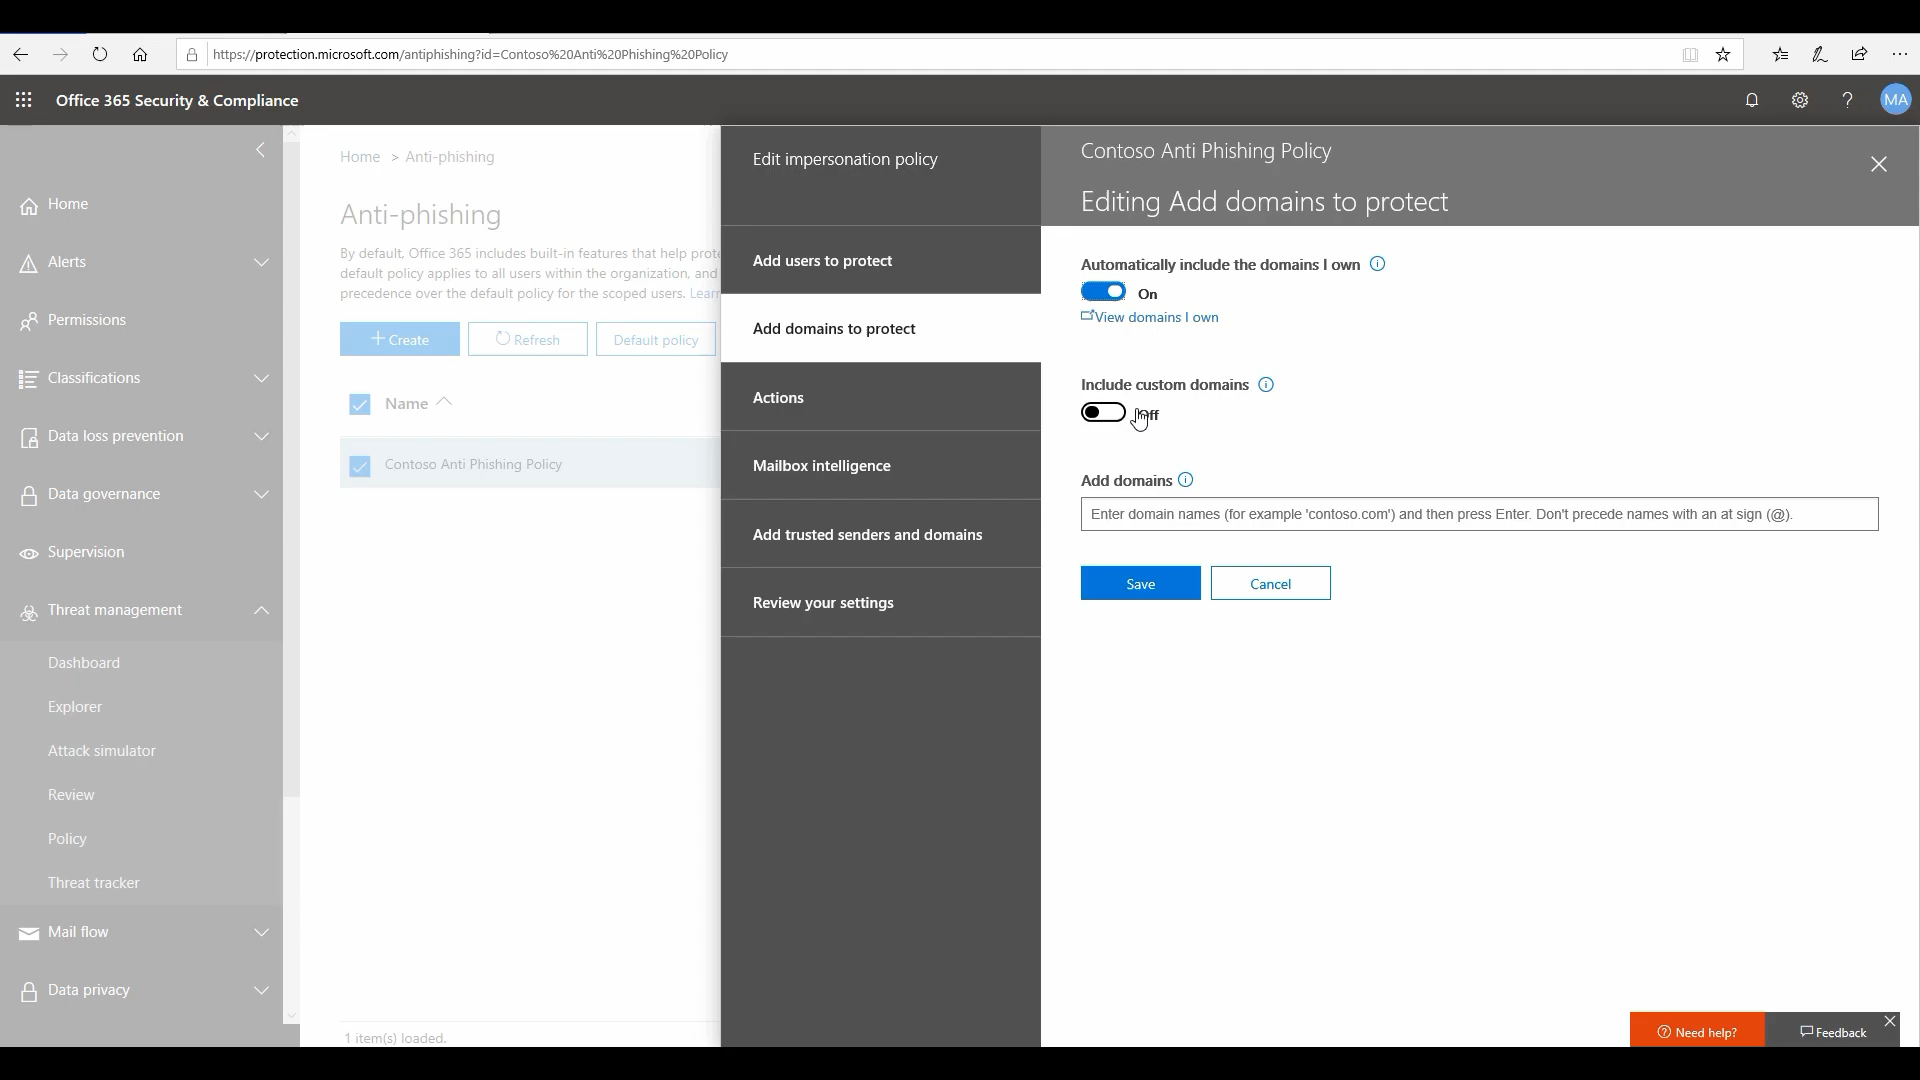 https://protection.microsoft.com/antiphishing?id=Contoso%20Anti%20Phishing%20Policy
Office 365 Security & Compliance
MA
Home
Alerts
Permissions
Classifications
Data loss prevention
Data governance
Supervision
Threat management
Dashboard
Explorer
Attack simulator
Review
Policy
Threat tracker
Mail flow
Data privacy
Home > Anti-phishing
Anti-phishing
By default, Office 365 includes built-in features that help
default policy applies to all users within the organization, and
precedence over the default policy for the scoped users.
Create
Refresh
Default policy
Name
Contoso Anti Phishing Policy
1 item(s) loaded.
Edit impersonation policy
Add users to protect
Add domains to protect
Actions
Mailbox intelligence
Add trusted senders and domains
Review your settings
Contoso Anti Phishing Policy
Editing Add domains to protect
Automatically include the domains I own
On
View domains I own
Include custom domains
Off
Add domains
Enter domain names (for example 'contoso.com') and then press Enter. Don't precede names with an at sign (@).
Save
Cancel
Need help?
Feedback